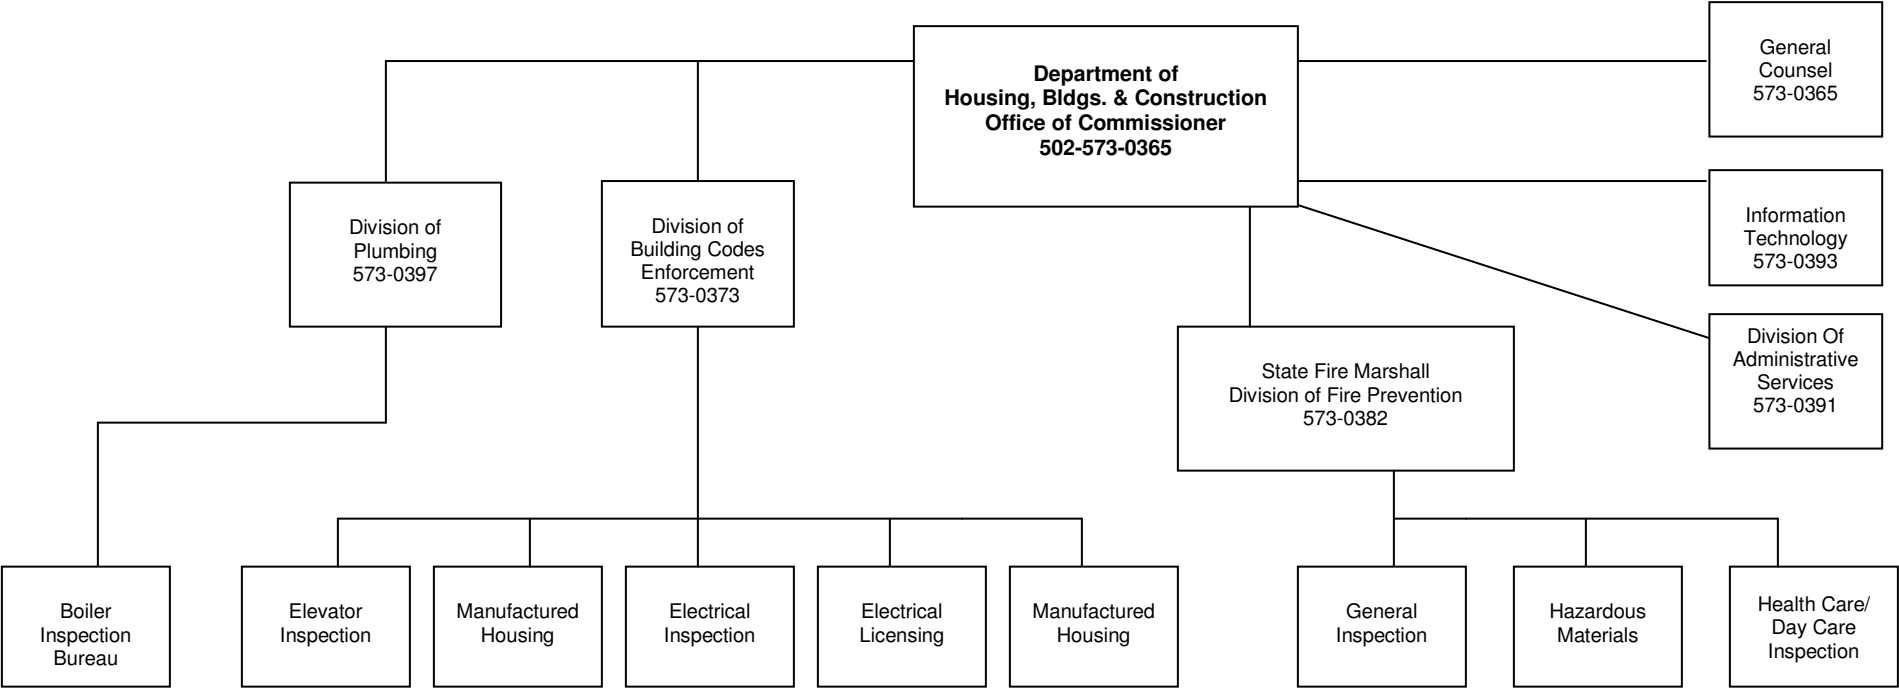 Department of
Housing, Bldgs. & Construction
Office of Commissioner
502-573-0365
General
Counsel
573-0365
Information
Technology
573-0393
Division Of
Administrative
Services
573-0391
Division of
Plumbing
573-0397
Division of
Building Codes
Enforcement
573-0373
State Fire Marshall
Division of Fire Prevention
573-0382
Boiler
Inspection
Bureau
Elevator
Inspection
Manufactured
Housing
Electrical
Inspection
Electrical
Licensing
Manufactured
Housing
General
Inspection
Hazardous
Materials
Health Care/
Day Care
Inspection